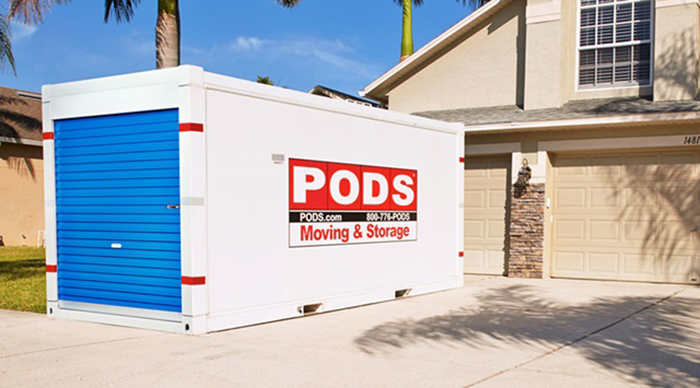 PODS
PODS.com 800-776-PODS
Moving & Storage
1481